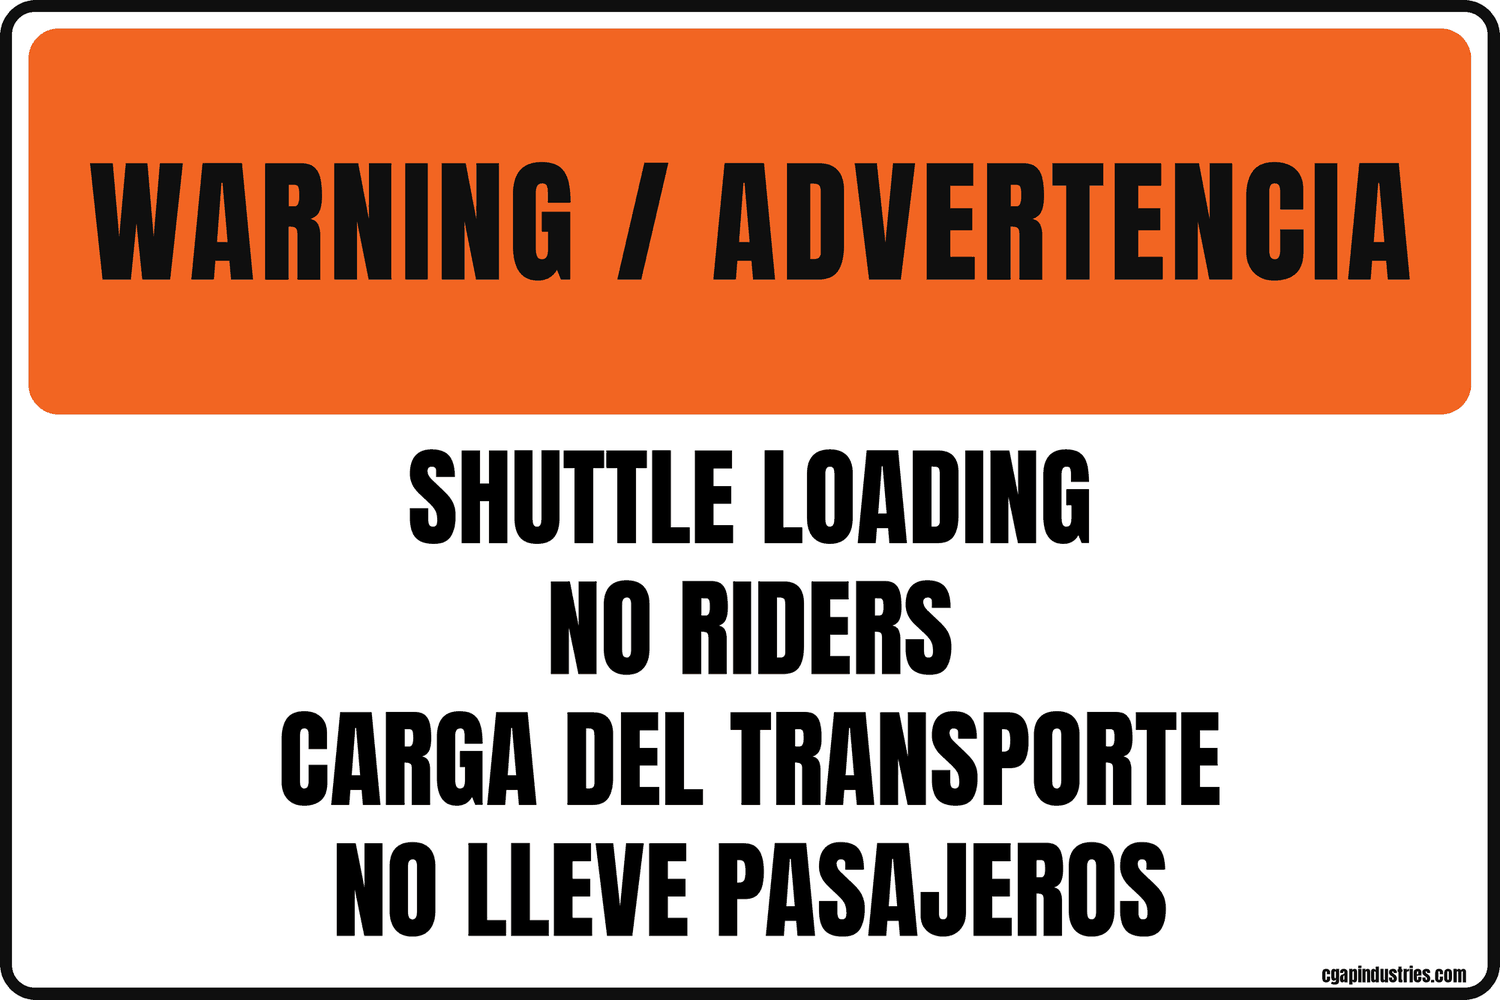 WARNING / ADVERTENCIA
SHUTTLE LOADING
NO RIDERS
CARGA DEL TRANSPORTE
NO LLEVE PASAJEROS
cgapindustries.com